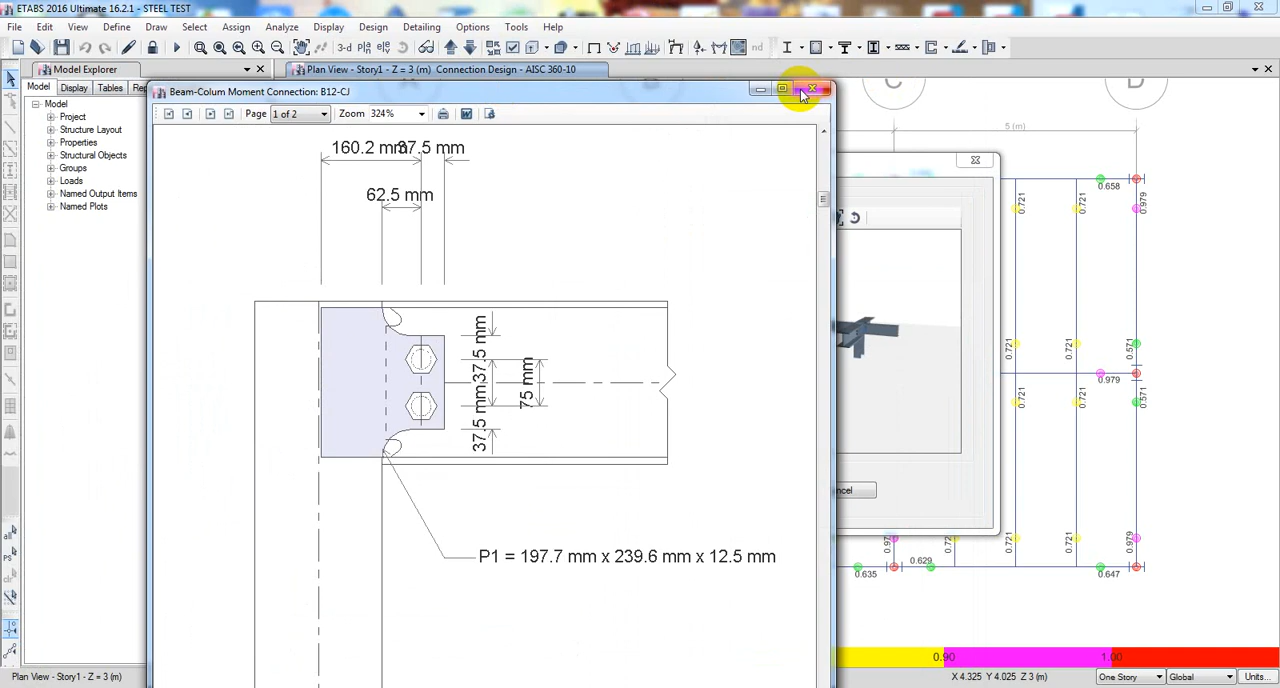 ETABS 2016 Ultimate 16.2.1 - STEEL TEST
File Edit View Define Draw Select Assign Analyze Display Design Detailing Options Tools Help
3-d
nd
Model Explorer
Plan View - Story1 - Z = 3 (m) Connection Design - AISC 360-10
Model Display Tables
Model
Project
Structure Layout
Properties
Structural Objects
Groups
Loads
Named Output Items
Named Plots
Beam-Colum Moment Connection: B12-CJ
Page 1 of 2 Zoom 324%
160.2 mm
37.5 mm
62.5 mm
37.5 mm
75 mm
37.5 mm
P1 = 197.7 mm x 239.6 mm x 12.5 mm
C
D
5 (m)
0.658
0.721
0.721
0.979
0.721
0.721
0.571
0.979
0.721
0.721
0.571
0.721
0.721
0.979
0.635
0.629
0.647
0.90
1.00
Plan View - Story1 - Z = 3 (m)
X 4.325 Y 4.025 Z 3 (m)
One Story
Global
Units...